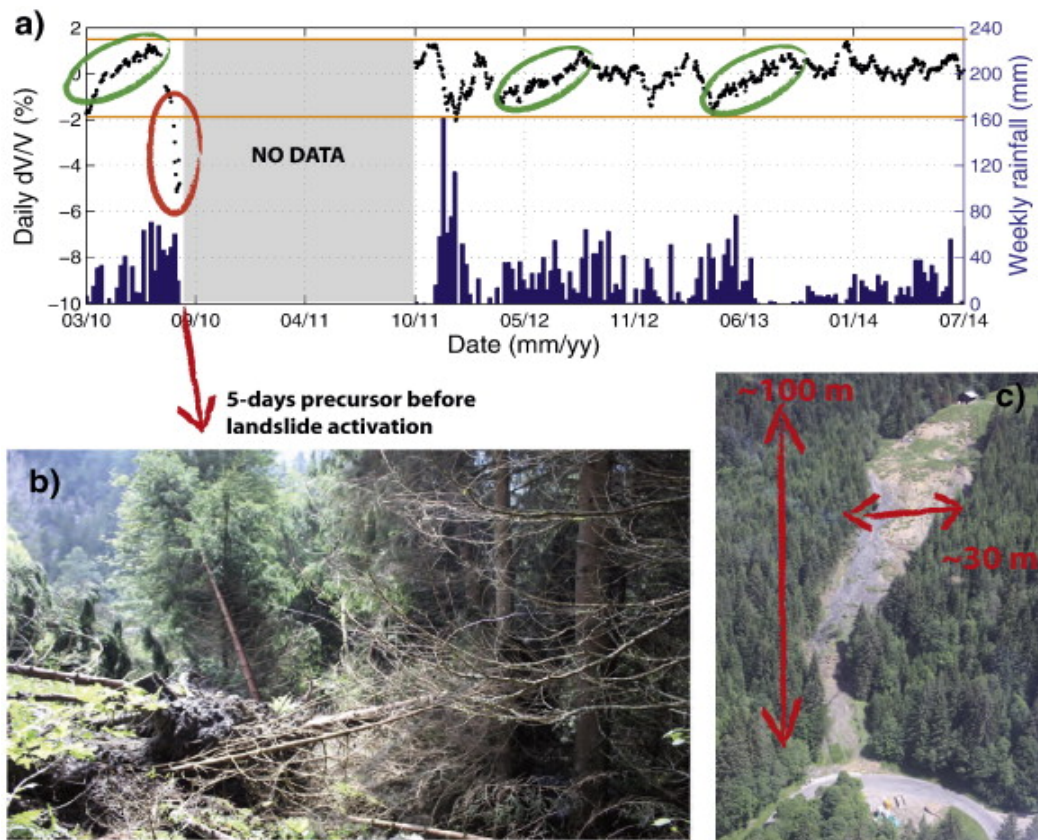 a)
2
0
−2
−4
−6
−8
−10
Daily dV/V (%)
NO DATA
240
200
160
120
80
40
0
Weekly rainfall (mm)
03/10
09/10
04/11
10/11
05/12
11/12
06/13
01/14
07/14
Date (mm/yy)
5-days precursor before
landslide activation
b)
~100 m
c)
~30 m